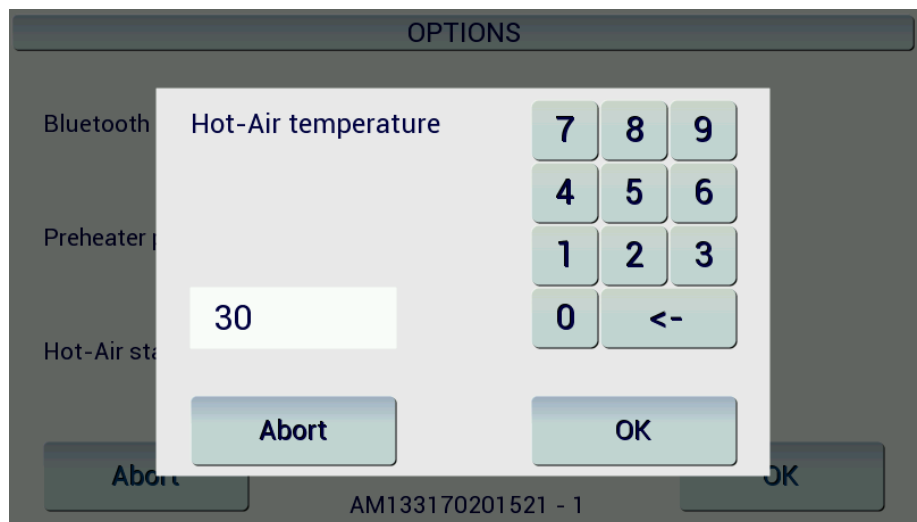 OPTIONS
Bluetooth
Hot-Air temperature
7 8 9
4 5 6
Preheater
1 2 3
30
0 <-
Hot-Air
Abort OK
Abort OK
AM133170201521 - 1